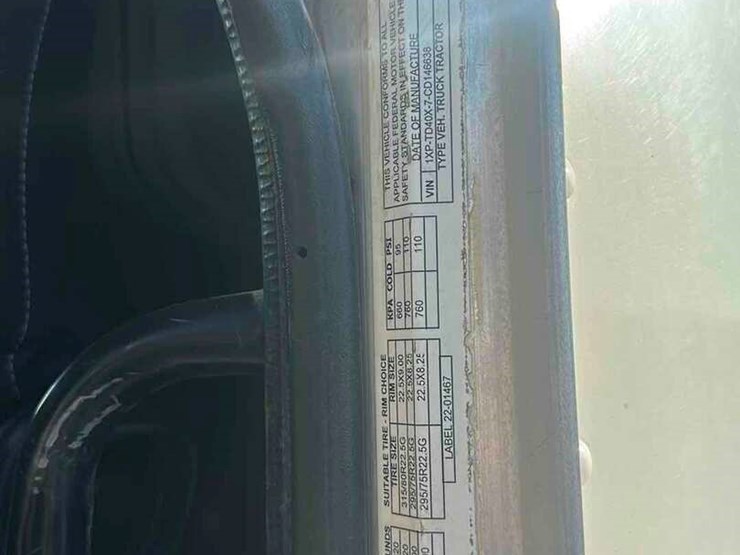 UNDS
SUITABLE TIRE - RIM CHOICE
TIRE SIZE RIM SIZE
315/80R22.5G 22.5X9.00
295/75R22.5G 22.5X8.25
295/75R22.5G 22.5X8.25
LABEL 22-01467
KPA COLD PSI
660 95
760 110
760 110
THIS VEHICLE CONFORMS TO ALL
APPLICABLE FEDERAL MOTOR VEHICLE
SAFETY STANDARDS IN EFFECT ON THE
DATE OF MANUFACTURE
VIN 1XP-TD40X-7-CD146638
TYPE VEH. TRUCK TRACTOR